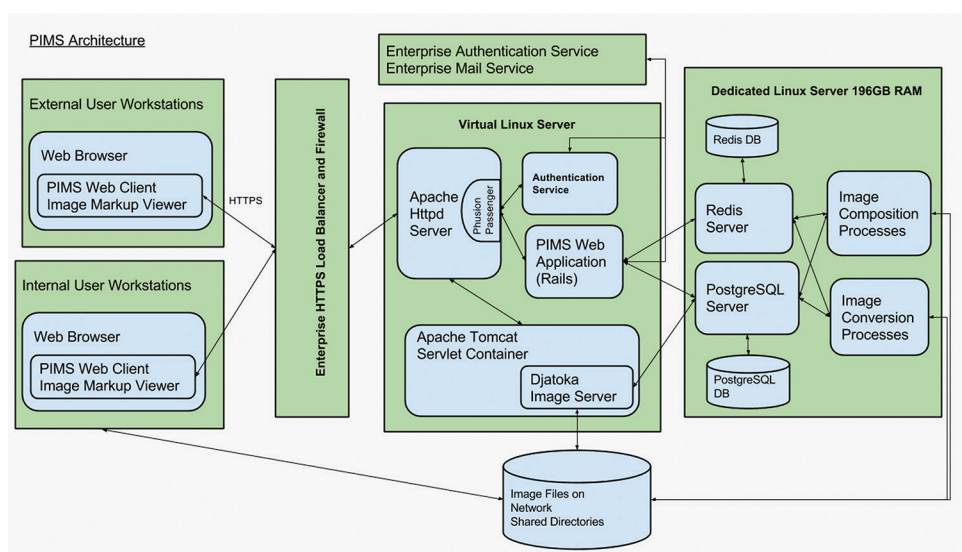 PIMS Architecture
Enterprise Authentication Service
Enterprise Mail Service
External User Workstations
Web Browser
PIMS Web Client
Image Markup Viewer
HTTPS
Internal User Workstations
Web Browser
PIMS Web Client
Image Markup Viewer
Enterprise HTTPS Load Balancer and Firewall
Virtual Linux Server
Apache
Httpd
Server
Phusion
Passenger
Authentication
Service
PIMS Web
Application
(Rails)
Apache Tomcat
Servlet Container
Djatoka
Image Server
Dedicated Linux Server 196GB RAM
Redis DB
Redis
Server
Image
Composition
Processes
PostgreSQL
Server
Image
Conversion
Processes
PostgreSQL
DB
Image Files on
Network
Shared Directories